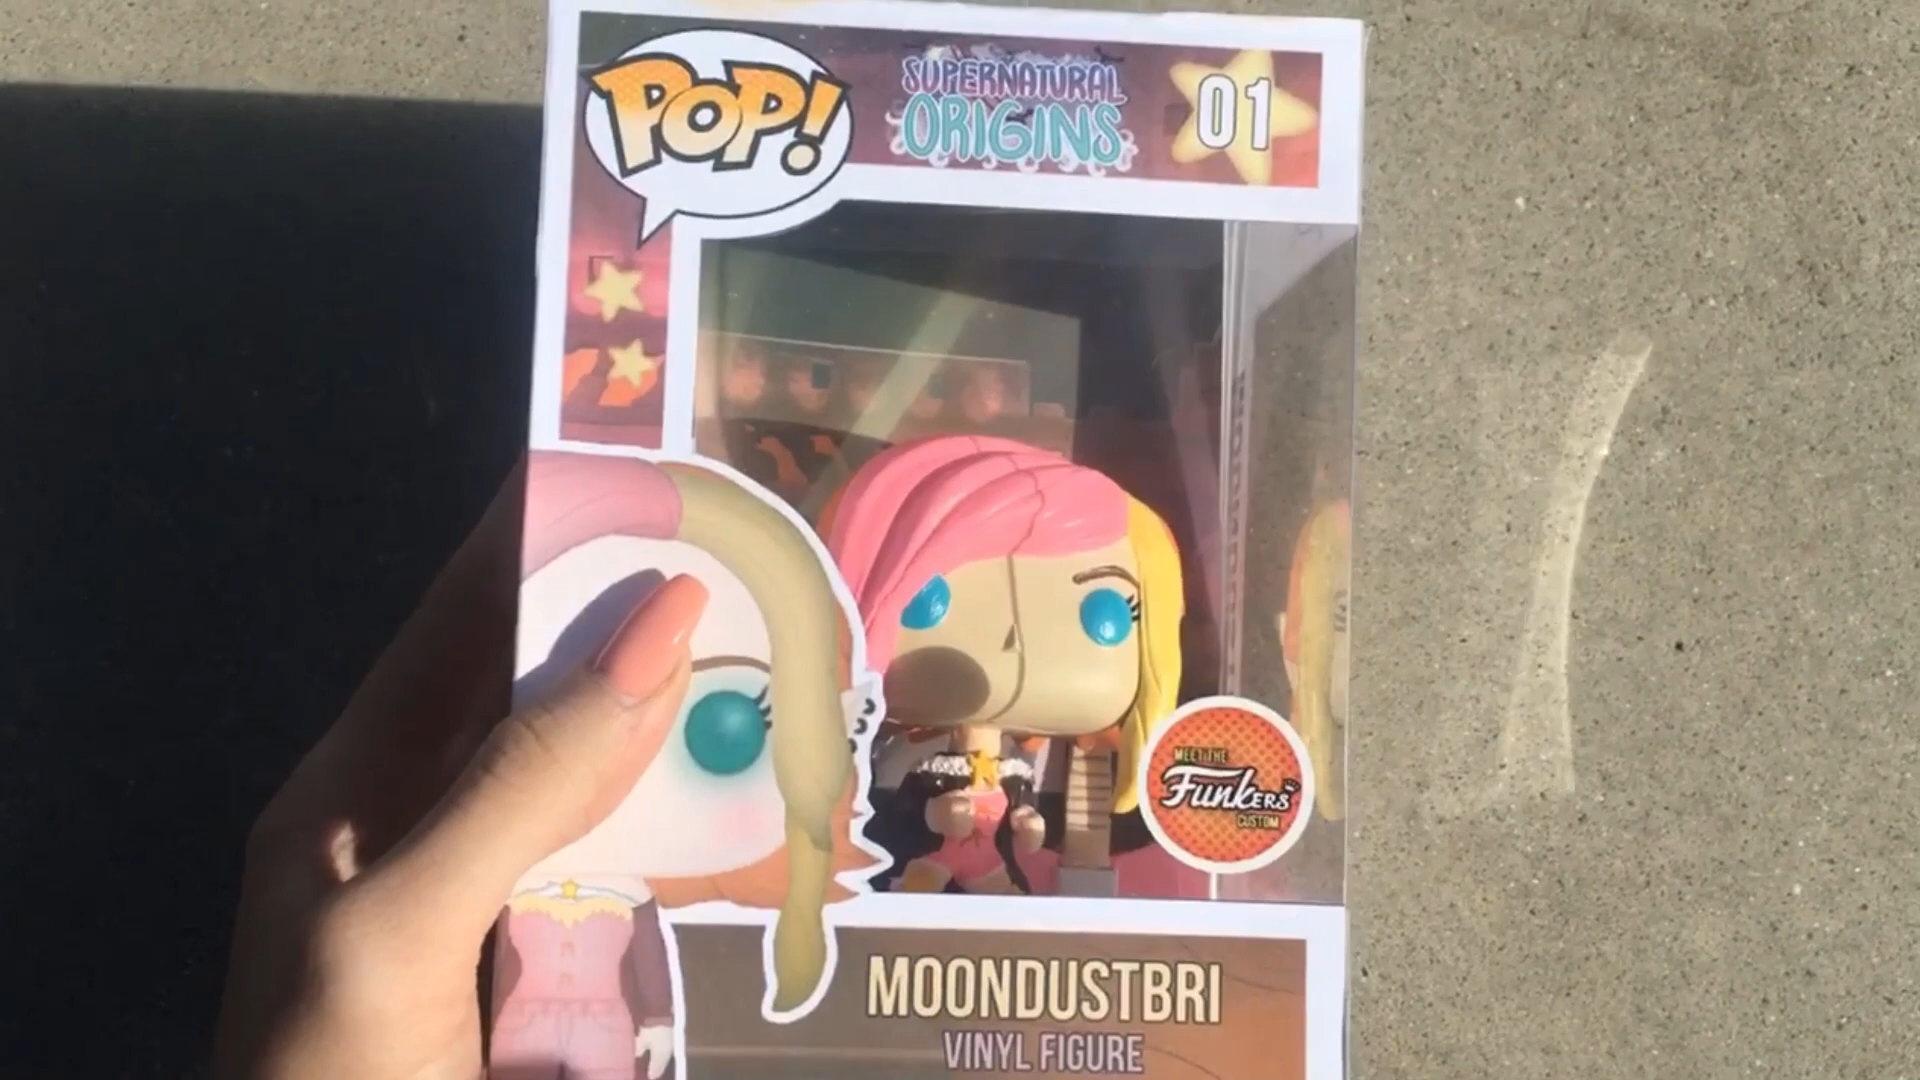 POP!
SUPERNATURAL
ORIGINS
01
MEET THE
FUNKERS
CUSTOM
MOONDUSTBRI
VINYL FIGURE